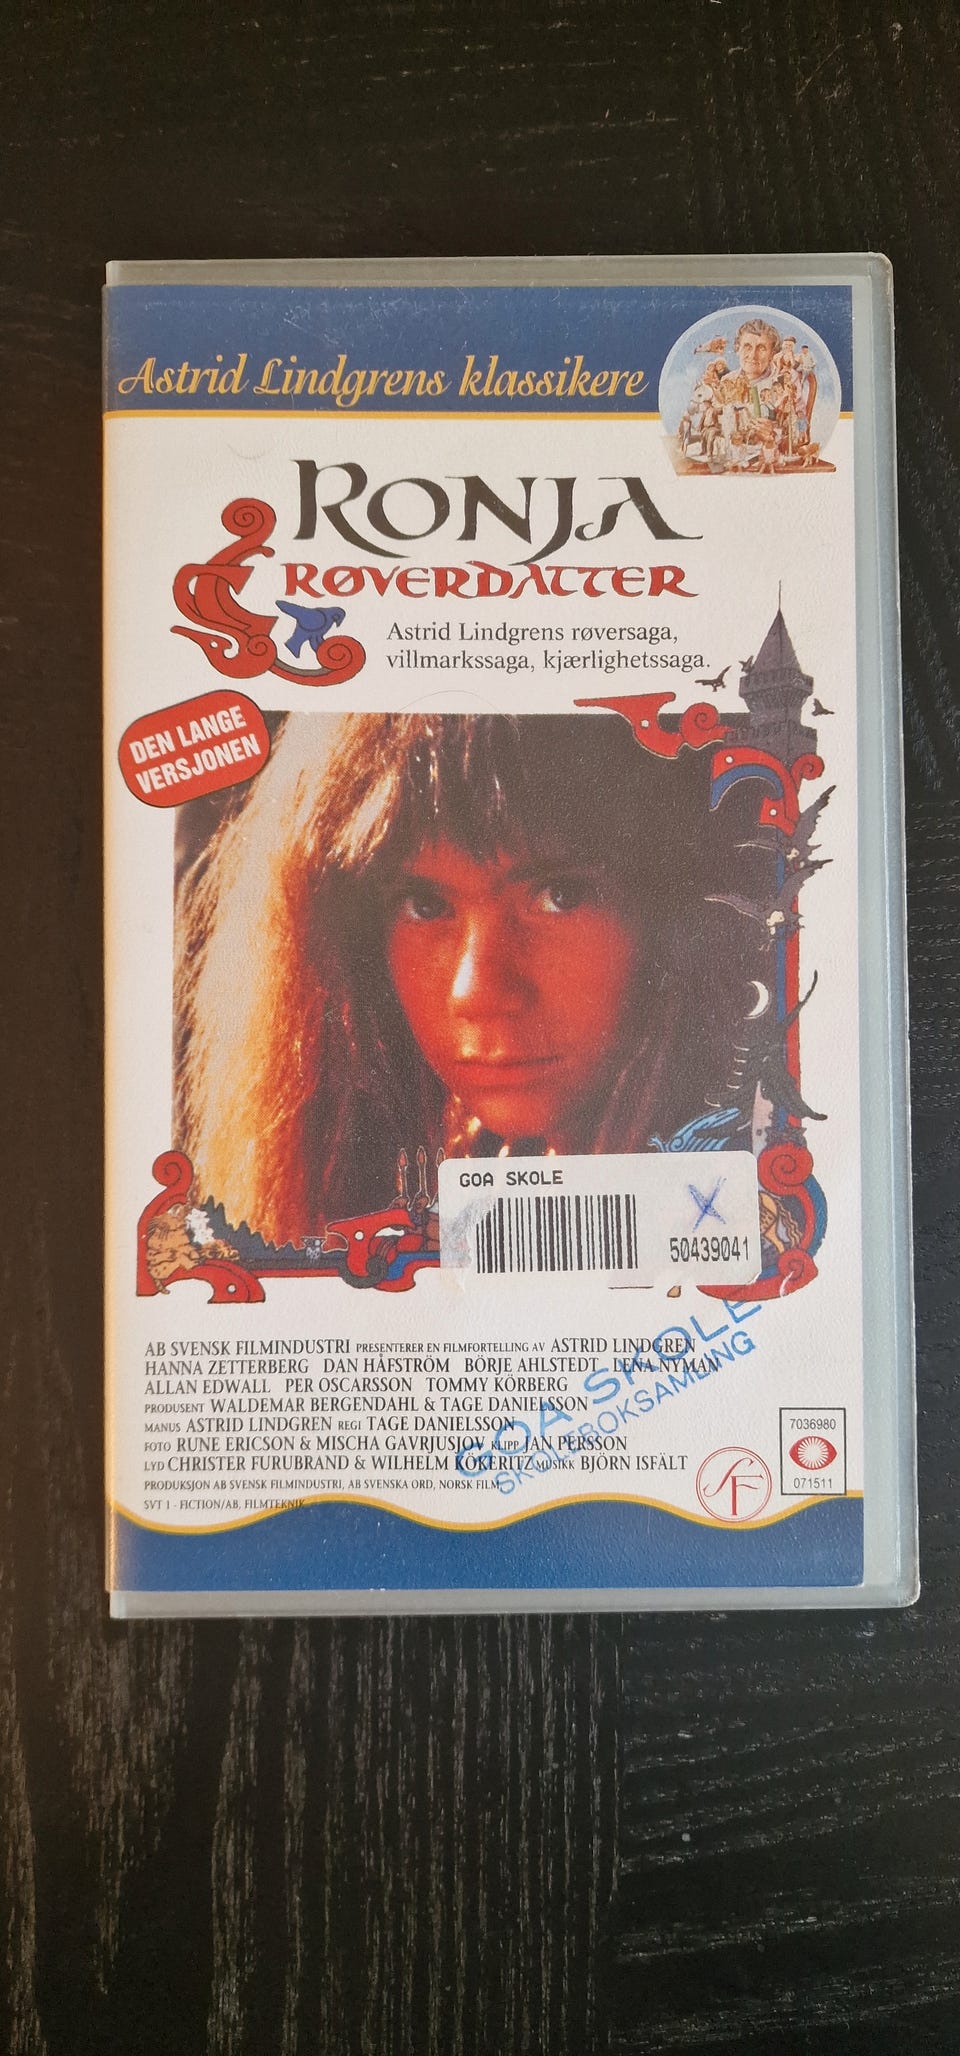 Astrid Lindgrens klassikere
RONJA
RØVERDATTER
Astrid Lindgrens røversaga,
villmarkssaga, kjærlighetssaga.
DEN LANGE
VERSJONEN
GOA SKOLE
X
50439041
AB SVENSK FILMINDUSTRI PRESENTERER EN FILMFORTELLING AV ASTRID LINDGREN
HANNA ZETTERBERG DAN HÅFSTRÖM BÖRJE AHLSTEDT LENA NYMAN
ALLAN EDWALL PER OSCARSSON TOMMY KÖRBERG
PRODUSENT WALDEMAR BERGENDAHL & TAGE DANIELSSON
MANUS ASTRID LINDGREN REGI TAGE DANIELSSON
FOTO RUNE ERICSON & MISCHA GAVRJUSJOV KLIPP JAN PERSSON
LYD CHRISTER FURUBRAND & WILHELM KÖKERITZ MUSIKK BJÖRN ISFÄLT
PRODUKSJON AB SVENSK FILMINDUSTRI, AB SVENSKA ORD, NORSK FILM,
SVT 1 - FICTION/AB, FILMTEKNIK
GOA SKOLE
SKOLEBOKSAMLING
SF
7036980
071511